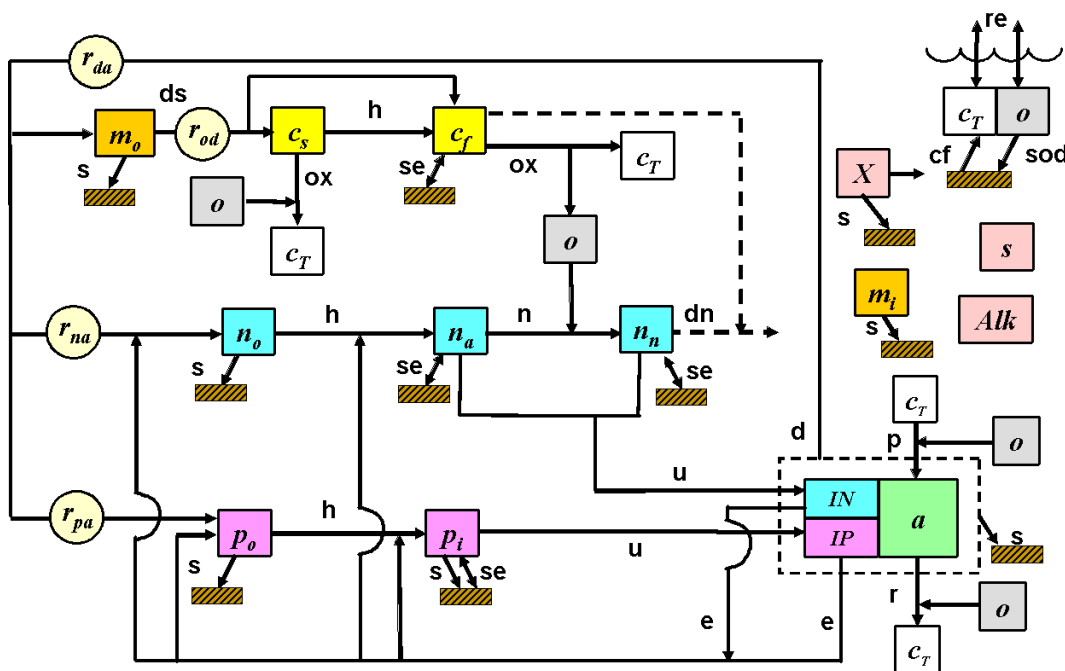 re
r_da
ds
m_o
r_od
c_s
h
c_f
c_T
o
s
ox
se
ox
c_T
cf
sod
X
o
s
c_T
o
s
m_i
Alk
s
h
n
dn
r_na
n_o
n_a
n_n
s
se
se
c_T
d
p
o
u
IN
a
r_pa
h
p_o
p_i
IP
s
u
s
s
se
r
o
e
e
c_T